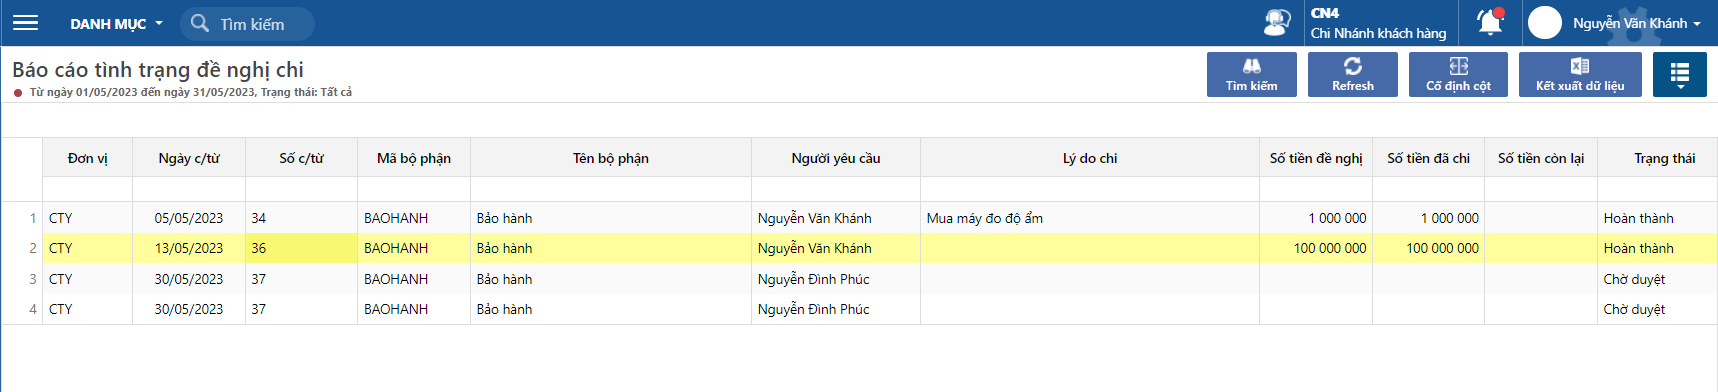 DANH MỤC Tìm kiếm CN4
Chi Nhánh khách hàng Nguyễn Văn Khánh
Báo cáo tình trạng đề nghị chi
Từ ngày 01/05/2023 đến ngày 31/05/2023, Trạng thái: Tất cả
Tìm kiếm Refresh Cố định cột Kết xuất dữ liệu
Đơn vị Ngày c/từ Số c/từ Mã bộ phận Tên bộ phận Người yêu cầu Lý do chi Số tiền đề nghị Số tiền đã chi Số tiền còn lại Trạng thái
1 CTY 05/05/2023 34 BAOHANH Bảo hành Nguyễn Văn Khánh Mua máy đo độ ẩm 1 000 000 1 000 000 Hoàn thành
2 CTY 13/05/2023 36 BAOHANH Bảo hành Nguyễn Văn Khánh 100 000 000 100 000 000 Hoàn thành
3 CTY 30/05/2023 37 BAOHANH Bảo hành Nguyễn Đình Phúc Chờ duyệt
4 CTY 30/05/2023 37 BAOHANH Bảo hành Nguyễn Đình Phúc Chờ duyệt